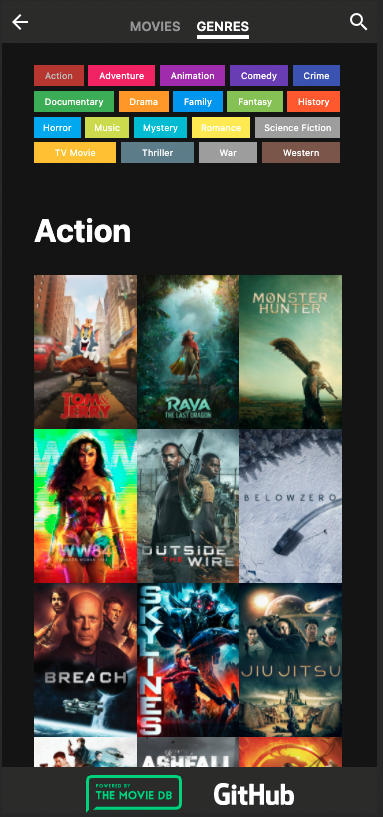 MOVIES GENRES
Action Adventure Animation Comedy Crime
Documentary Drama Family Fantasy History
Horror Music Mystery Romance Science Fiction
TV Movie Thriller War Western
Action
TOM& JERRY
RAYA
THE LAST DRAGON
MONSTER
HUNTER
WW84
OUTSIDE
THE WIRE
BELOWZERO
BREACH
SKYLINES
JIU JITSU
ASHFALL
POWERED BY
THE MOVIE DB
GitHub